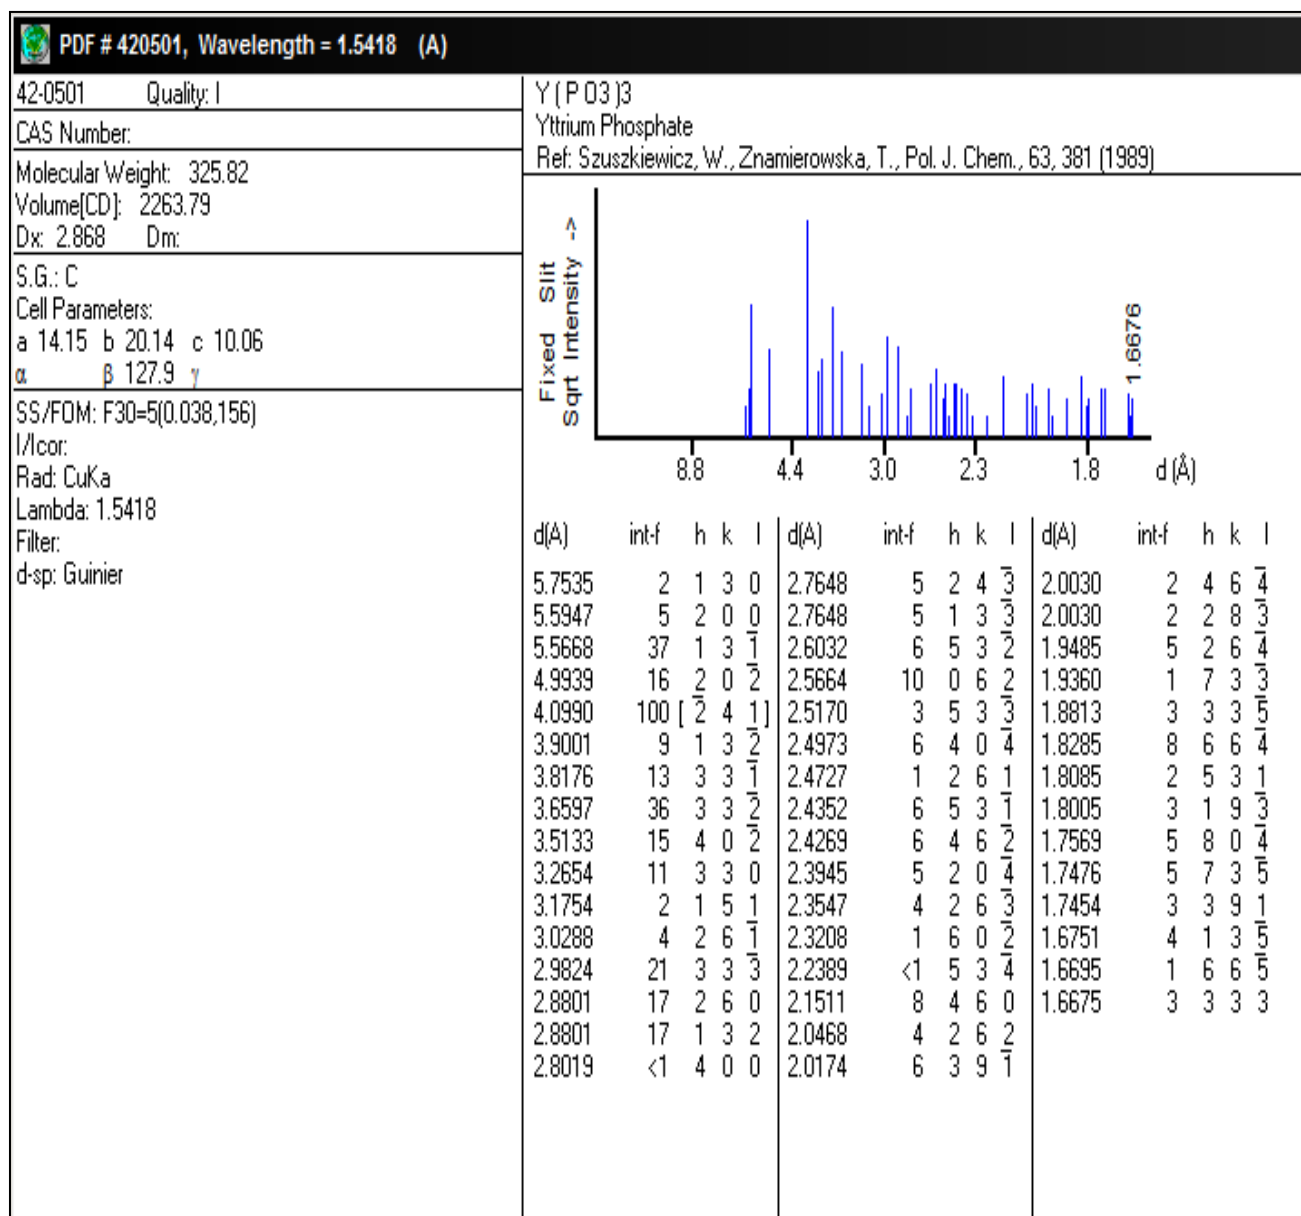 PDF # 420501, Wavelength = 1.5418 (A)
42-0501 Quality: I
CAS Number:
Molecular Weight: 325.82
Volume[CD]: 2263.79
Dx: 2.868 Dm:
S.G.: C
Cell Parameters:
a 14.15 b 20.14 c 10.06
α β 127.9 γ
SS/FOM: F30=5(0.038,156)
I/Icor:
Rad: CuKa
Lambda: 1.5418
Filter:
d-sp: Guinier
Y ( P O3 )3
Yttrium Phosphate
Ref: Szuszkiewicz, W., Znamierowska, T., Pol. J. Chem., 63, 381 (1989)
Fixed Slit
Sqrt Intensity ->
1.6676
8.8 4.4 3.0 2.3 1.8 d (Å)
d(A) int-f h k l
5.7535 2 1 3 0
5.5947 5 2 0 0
5.5668 37 1 3 1̄
4.9939 16 2 0 2̄
4.0990 100 [ 2̄ 4 1 ]
3.9001 9 1 3 2̄
3.8176 13 3 3 1̄
3.6597 36 3 3 2̄
3.5133 15 4 0 2̄
3.2654 11 3 3 0
3.1754 2 1 5 1
3.0288 4 2 6 1̄
2.9824 21 3 3 3̄
2.8801 17 2 6 0
2.8801 17 1 3 2
2.8019 <1 4 0 0
d(A) int-f h k l
2.7648 5 2 4 3̄
2.7648 5 1 3 3̄
2.6032 6 5 3 2̄
2.5664 10 0 6 2
2.5170 3 5 3 3̄
2.4973 6 4 0 4̄
2.4727 1 2 6 1
2.4352 6 5 3 1̄
2.4269 6 4 6 2̄
2.3945 5 2 0 4̄
2.3547 4 2 6 3̄
2.3208 1 6 0 2̄
2.2389 <1 5 3 4̄
2.1511 8 4 6 0
2.0468 4 2 6 2
2.0174 6 3 9 1̄
d(A) int-f h k l
2.0030 2 4 6 4̄
2.0030 2 2 8 3̄
1.9485 5 2 6 4̄
1.9360 1 7 3 3̄
1.8813 3 3 3 5̄
1.8285 8 6 6 4̄
1.8085 2 5 3 1
1.8005 3 1 9 3̄
1.7569 5 8 0 4̄
1.7476 5 7 3 5̄
1.7454 3 3 9 1
1.6751 4 1 3 5̄
1.6695 1 6 6 5̄
1.6675 3 3 3 3